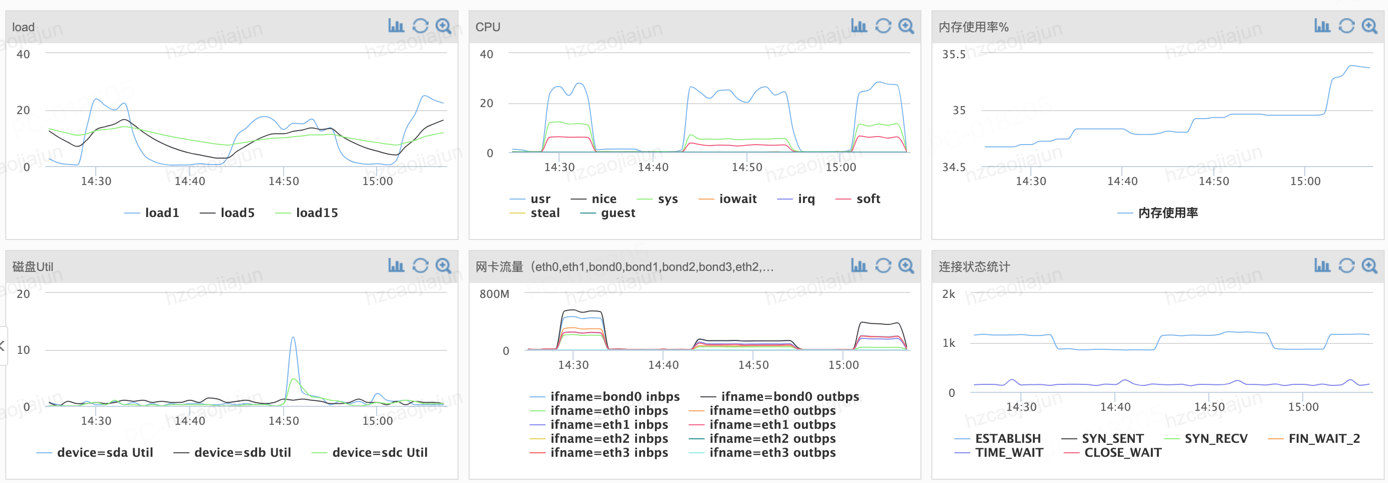 load
40
20
0
14:30 14:40 14:50 15:00
load1 load5 load15
CPU
40
20
0
14:30 14:40 14:50 15:00
usr nice sys iowait irq soft
steal guest
内存使用率%
35.5
35
34.5
14:30 14:40 14:50 15:00
内存使用率
磁盘Util
20
10
0
14:30 14:40 14:50 15:00
device=sda Util device=sdb Util device=sdc Util
网卡流量（eth0,eth1,bond0,bond1,bond2,bond3,eth2,...
800M
0
14:30 14:40 14:50 15:00
ifname=bond0 inbps ifname=bond0 outbps
ifname=eth0 inbps ifname=eth0 outbps
ifname=eth1 inbps ifname=eth1 outbps
ifname=eth2 inbps ifname=eth2 outbps
ifname=eth3 inbps ifname=eth3 outbps
连接状态统计
2k
1k
0
14:30 14:40 14:50 15:00
ESTABLISH SYN_SENT SYN_RECV FIN_WAIT_2
TIME_WAIT CLOSE_WAIT
hzcaojiajun